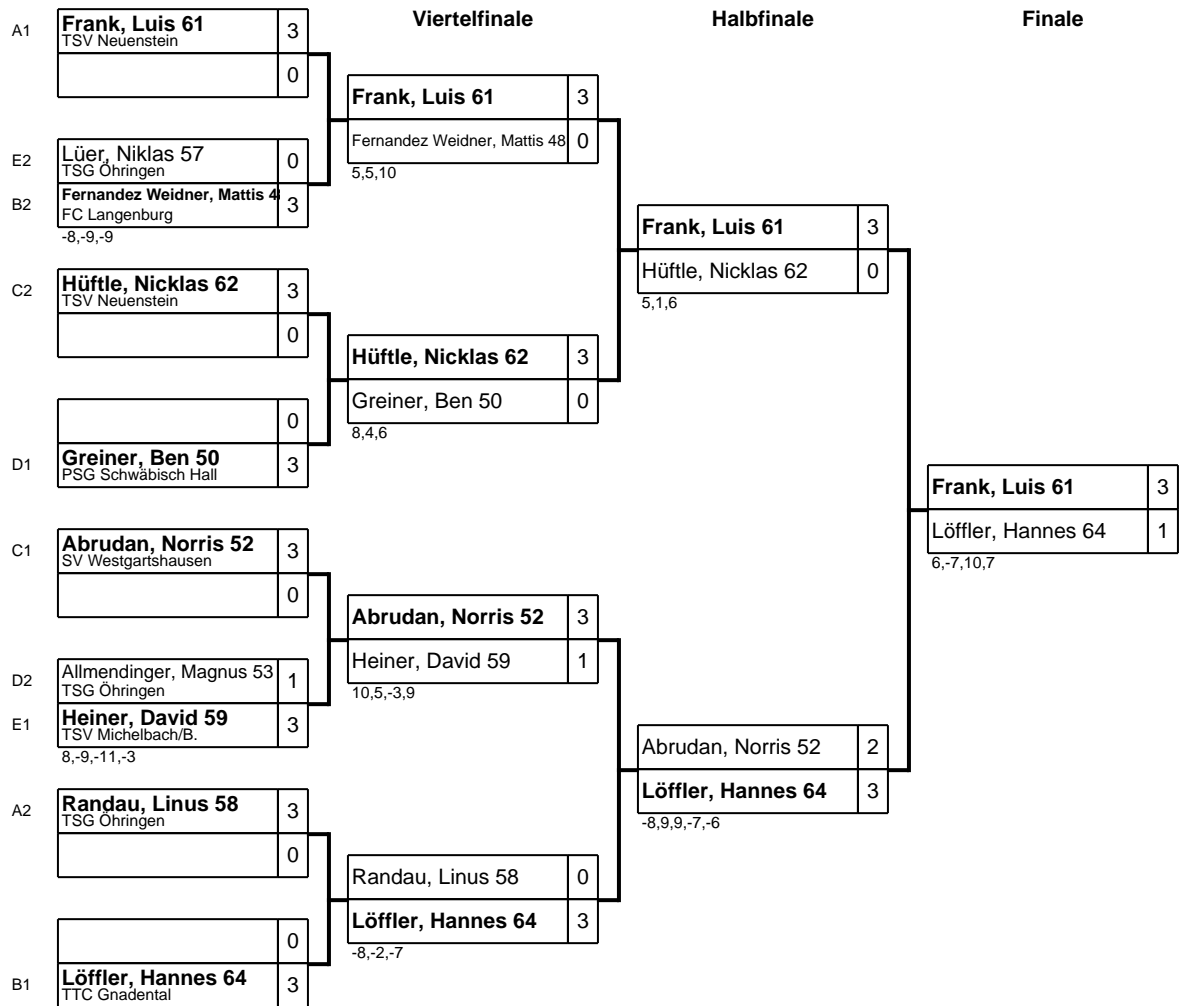 Viertelfinale
Halbfinale
Finale
A1
Frank, Luis 61
TSV Neuenstein
3
0
E2
Lüer, Niklas 57
TSG Öhringen
0
B2
Fernandez Weidner, Mattis 4
FC Langenburg
3
-8,-9,-9
C2
Hüftle, Nicklas 62
TSV Neuenstein
3
0
0
D1
Greiner, Ben 50
PSG Schwäbisch Hall
3
C1
Abrudan, Norris 52
SV Westgartshausen
3
0
D2
Allmendinger, Magnus 53
TSG Öhringen
1
E1
Heiner, David 59
TSV Michelbach/B.
3
8,-9,-11,-3
A2
Randau, Linus 58
TSG Öhringen
3
0
0
B1
Löffler, Hannes 64
TTC Gnadental
3
Frank, Luis 61
3
Fernandez Weidner, Mattis 48
0
5,5,10
Hüftle, Nicklas 62
3
Greiner, Ben 50
0
8,4,6
Abrudan, Norris 52
3
Heiner, David 59
1
10,5,-3,9
Randau, Linus 58
0
Löffler, Hannes 64
3
-8,-2,-7
Frank, Luis 61
3
Hüftle, Nicklas 62
0
5,1,6
Abrudan, Norris 52
2
Löffler, Hannes 64
3
-8,9,9,-7,-6
Frank, Luis 61
3
Löffler, Hannes 64
1
6,-7,10,7